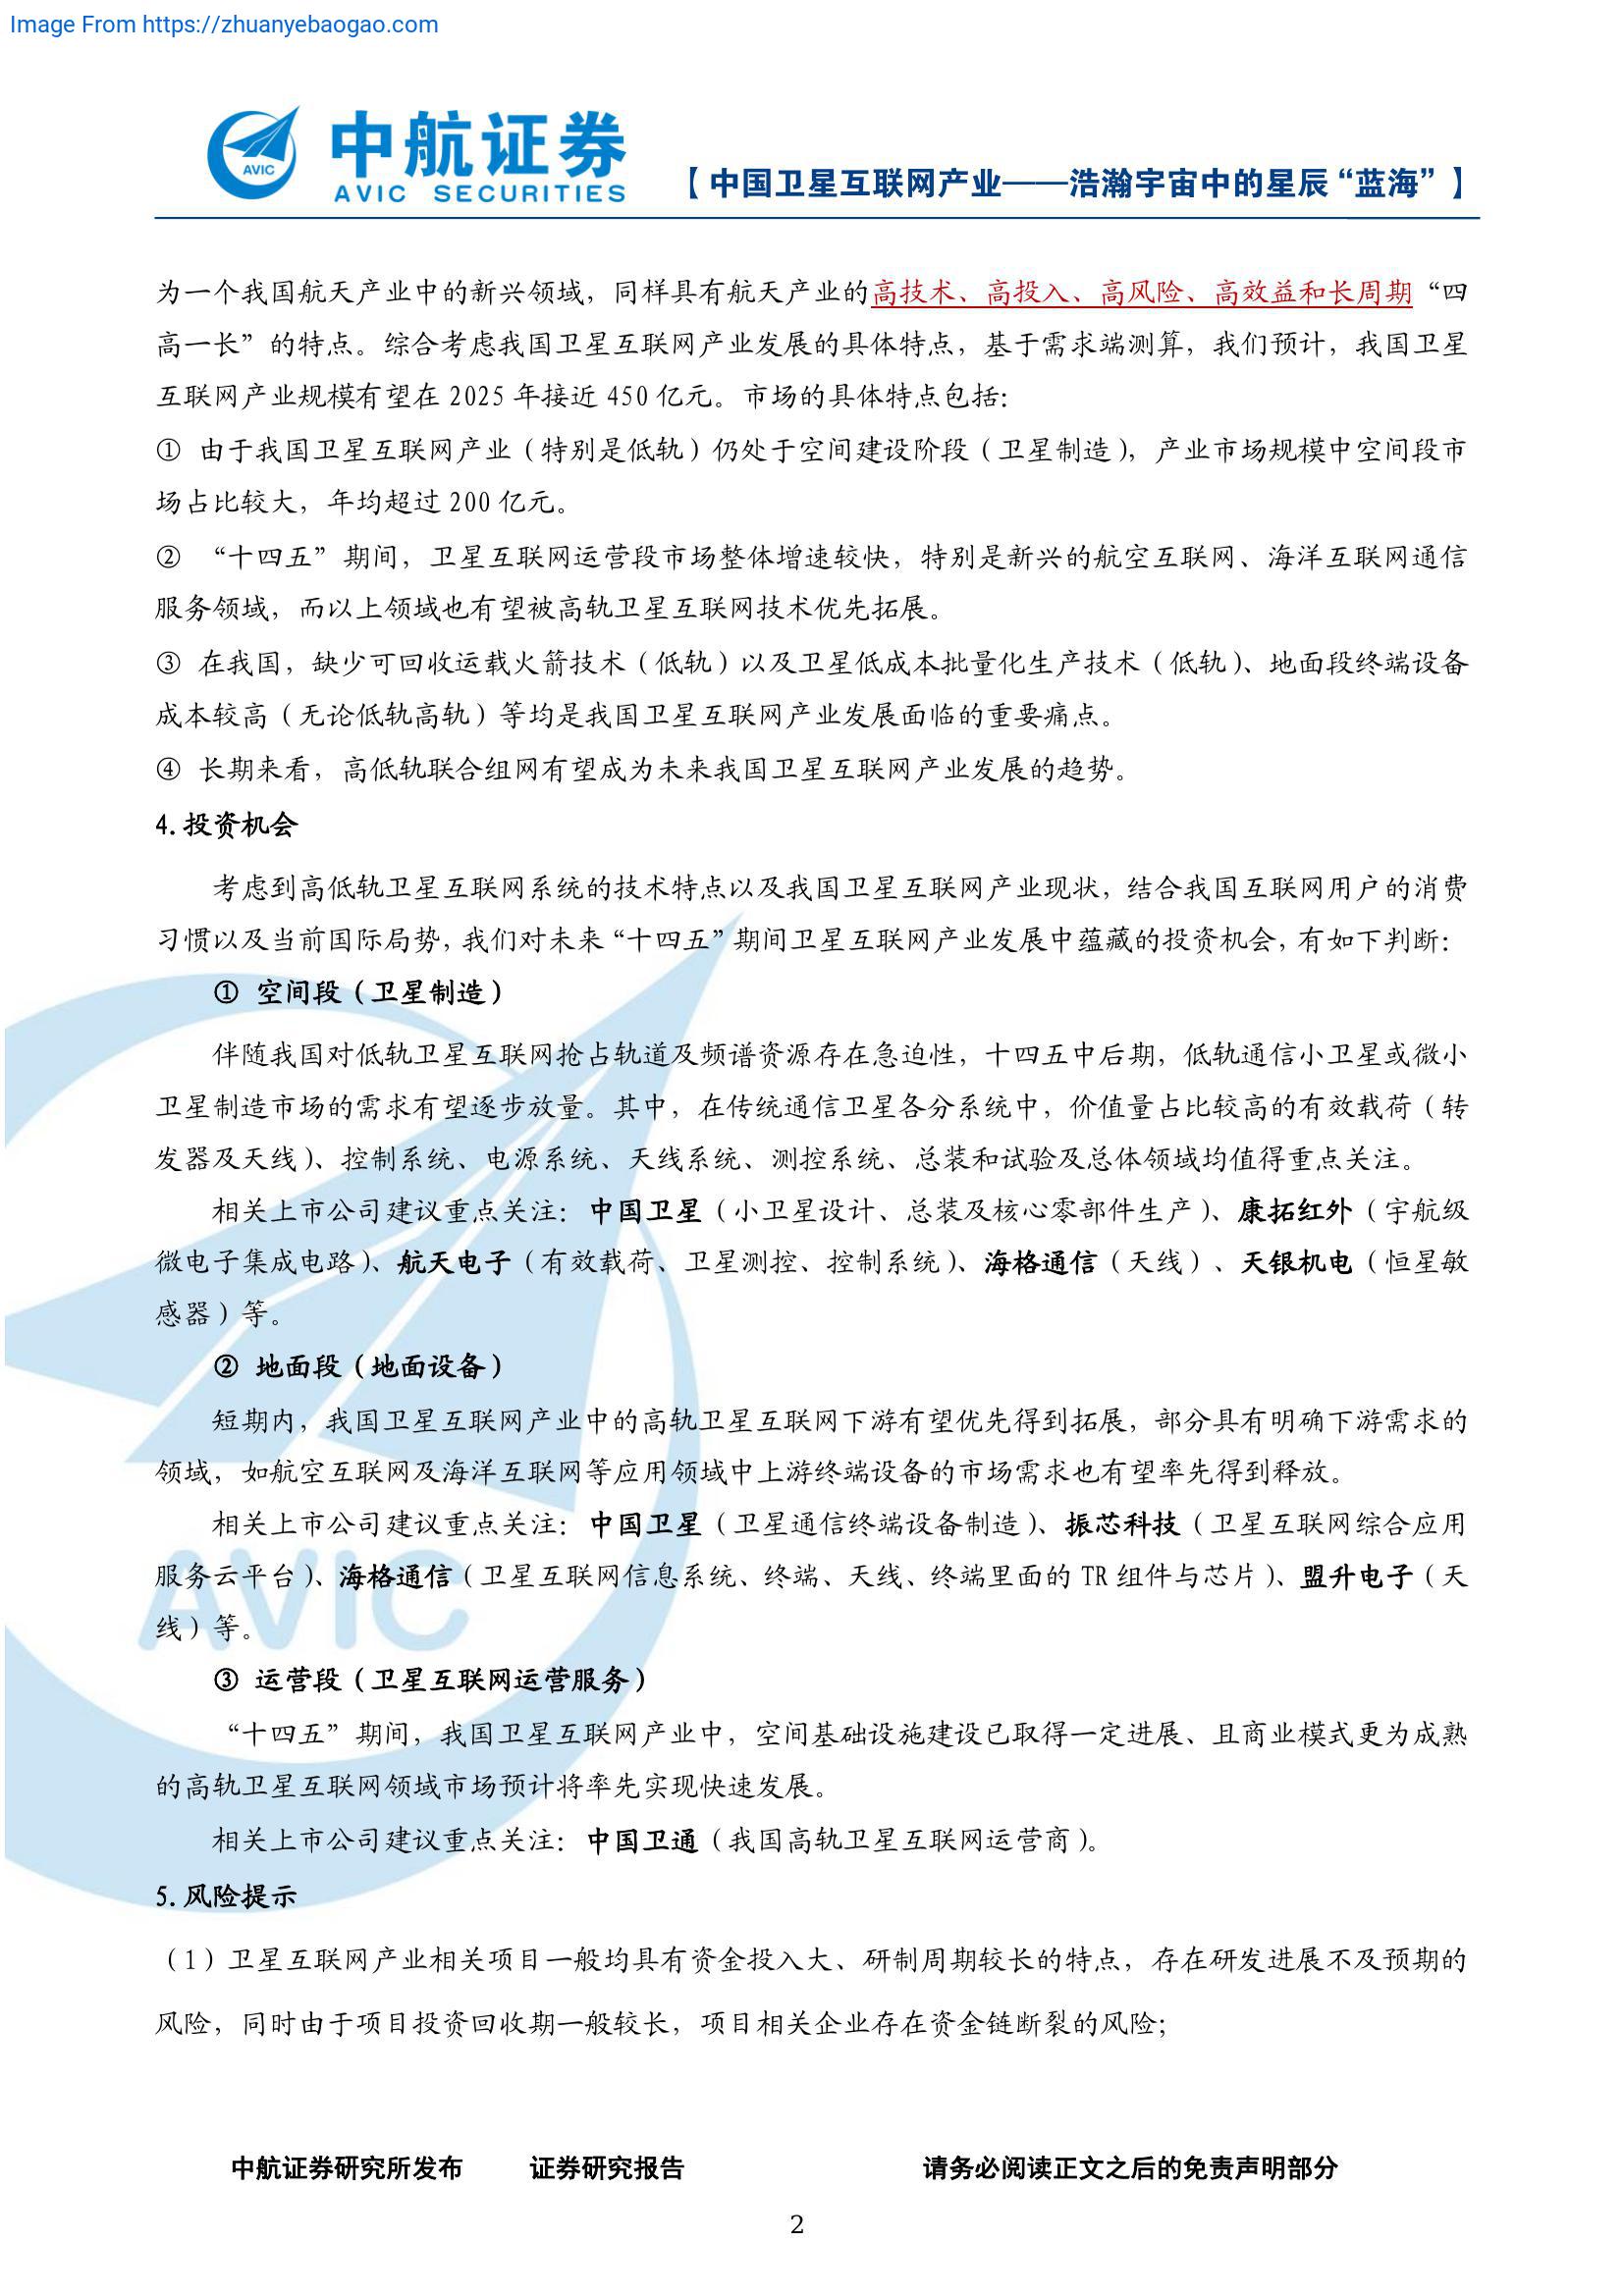 Image From https://zhuanyebaogao.com
AVIC
中航证券
AVIC SECURITIES
【中国卫星互联网产业——浩瀚宇宙中的星辰“蓝海”】
为一个我国航天产业中的新兴领域，同样具有航天产业的高技术、高投入、高风险、高效益和长周期“四
高一长”的特点。综合考虑我国卫星互联网产业发展的具体特点，基于需求端测算，我们预计，我国卫星
互联网产业规模有望在 2025 年接近 450 亿元。市场的具体特点包括：
① 由于我国卫星互联网产业（特别是低轨）仍处于空间建设阶段（卫星制造），产业市场规模中空间段市
场占比较大，年均超过 200 亿元。
② “十四五”期间，卫星互联网运营段市场整体增速较快，特别是新兴的航空互联网、海洋互联网通信
服务领域，而以上领域也有望被高轨卫星互联网技术优先拓展。
③ 在我国，缺少可回收运载火箭技术（低轨）以及卫星低成本批量化生产技术（低轨）、地面段终端设备
成本较高（无论低轨高轨）等均是我国卫星互联网产业发展面临的重要痛点。
④ 长期来看，高低轨联合组网有望成为未来我国卫星互联网产业发展的趋势。
4.投资机会
考虑到高低轨卫星互联网系统的技术特点以及我国卫星互联网产业现状，结合我国互联网用户的消费
习惯以及当前国际局势，我们对未来“十四五”期间卫星互联网产业发展中蕴藏的投资机会，有如下判断：
① 空间段（卫星制造）
伴随我国对低轨卫星互联网抢占轨道及频谱资源存在急迫性，十四五中后期，低轨通信小卫星或微小
卫星制造市场的需求有望逐步放量。其中，在传统通信卫星各分系统中，价值量占比较高的有效载荷（转
发器及天线）、控制系统、电源系统、天线系统、测控系统、总装和试验及总体领域均值得重点关注。
相关上市公司建议重点关注：中国卫星（小卫星设计、总装及核心零部件生产）、康拓红外（宇航级
微电子集成电路）、航天电子（有效载荷、卫星测控、控制系统）、海格通信（天线）、天银机电（恒星敏
感器）等。
② 地面段（地面设备）
短期内，我国卫星互联网产业中的高轨卫星互联网下游有望优先得到拓展，部分具有明确下游需求的
领域，如航空互联网及海洋互联网等应用领域中上游终端设备的市场需求也有望率先得到释放。
相关上市公司建议重点关注：中国卫星（卫星通信终端设备制造）、振芯科技（卫星互联网综合应用
服务云平台）、海格通信（卫星互联网信息系统、终端、天线、终端里面的 TR 组件与芯片）、盟升电子（天
线）等。
③ 运营段（卫星互联网运营服务）
“十四五”期间，我国卫星互联网产业中，空间基础设施建设已取得一定进展、且商业模式更为成熟
的高轨卫星互联网领域市场预计将率先实现快速发展。
相关上市公司建议重点关注：中国卫通（我国高轨卫星互联网运营商）。
5.风险提示
（1）卫星互联网产业相关项目一般均具有资金投入大、研制周期较长的特点，存在研发进展不及预期的
风险，同时由于项目投资回收期一般较长，项目相关企业存在资金链断裂的风险；
AVIC
中航证券研究所发布 证券研究报告 请务必阅读正文之后的免责声明部分
2